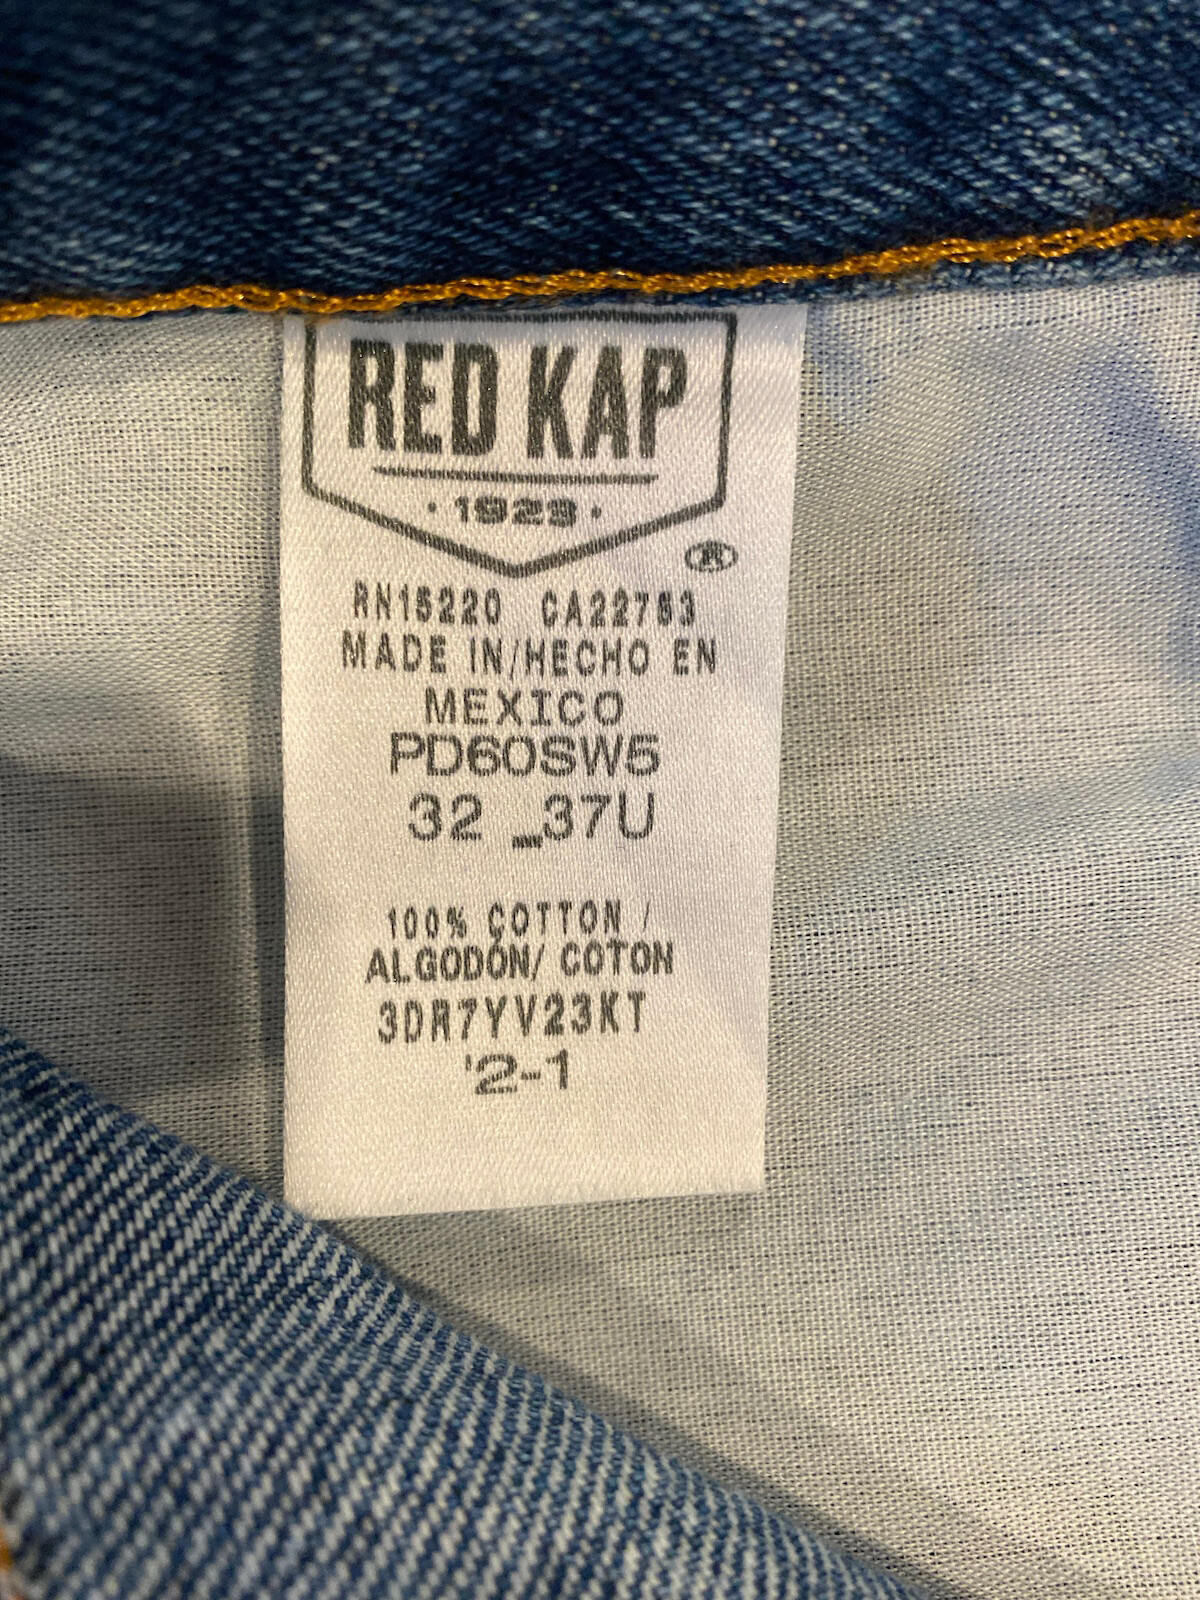 RED KAP
· 1923 ·
®
RN15220 CA22753
MADE IN/HECHO EN
MEXICO
PD60SW5
32 _37U
100% COTTON /
ALGODÓN/ COTON
3DR7YV23KT
'2-1